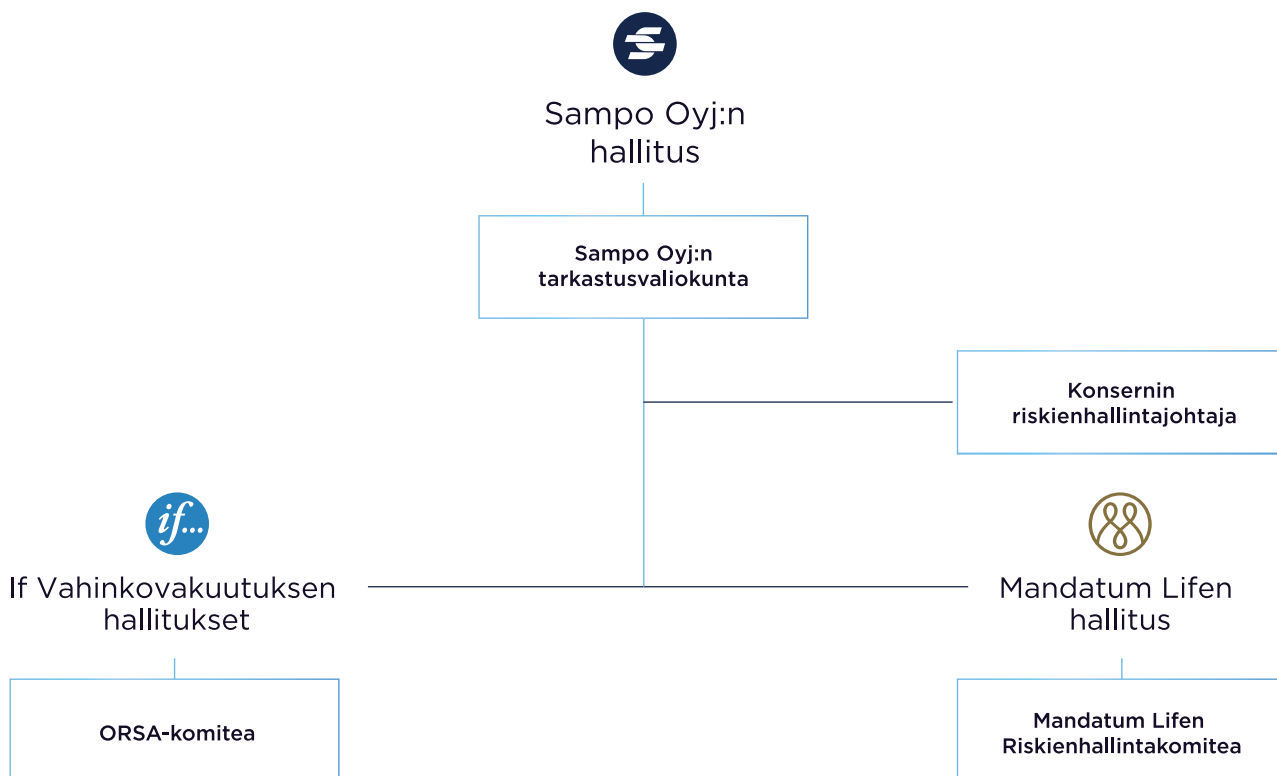 Sampo Oyj:n
hallitus
Sampo Oyj:n
tarkastusvaliokunta
Konsernin
riskienhallintajohtaja
if...
If Vahinkovakuutuksen
hallitukset
Mandatum Lifen
hallitus
ORSA-komitea
Mandatum Lifen
Riskienhallintakomitea